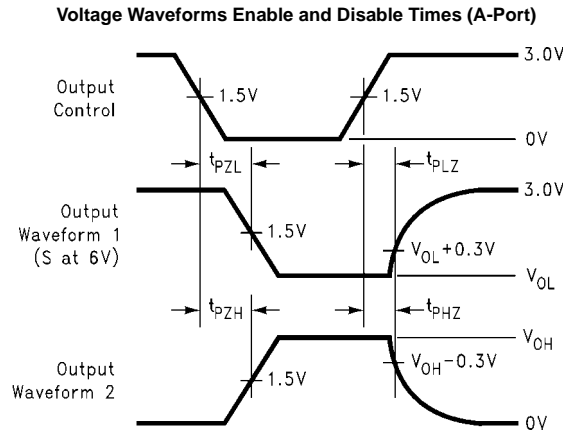 Voltage Waveforms Enable and Disable Times (A-Port)
3.0V
Output
Control
1.5V
1.5V
0V
tPZL
tPLZ
3.0V
Output
Waveform 1
(S at 6V)
1.5V
VOL+0.3V
VOL
tPZH
tPHZ
VOH
Output
Waveform 2
1.5V
VOH−0.3V
0V